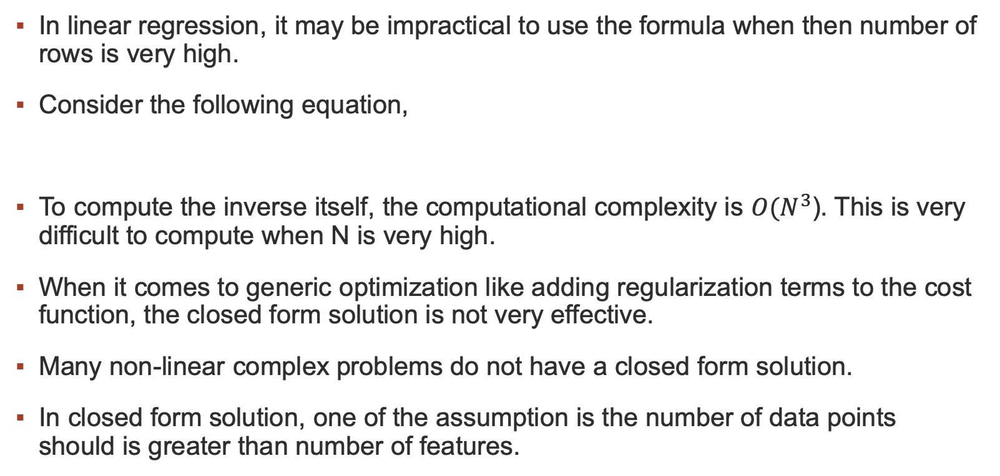 ▪ In linear regression, it may be impractical to use the formula when then number of
rows is very high.
▪ Consider the following equation,
▪ To compute the inverse itself, the computational complexity is O(N³). This is very
difficult to compute when N is very high.
▪ When it comes to generic optimization like adding regularization terms to the cost
function, the closed form solution is not very effective.
▪ Many non-linear complex problems do not have a closed form solution.
▪ In closed form solution, one of the assumption is the number of data points
should is greater than number of features.